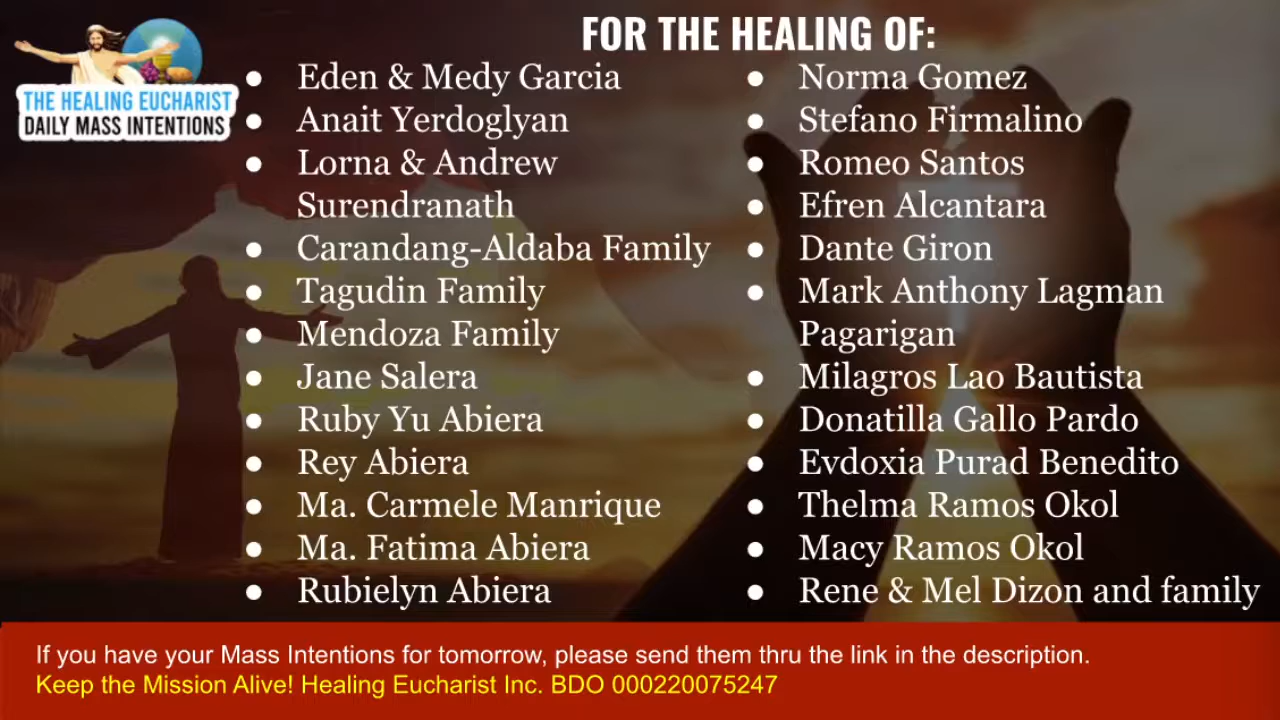 FOR THE HEALING OF:
THE HEALING EUCHARIST
DAILY MASS INTENTIONS
● Eden & Medy Garcia
● Anait Yerdoglyan
● Lorna & Andrew
Surendranath
● Carandang-Aldaba Family
● Tagudin Family
● Mendoza Family
● Jane Salera
● Ruby Yu Abiera
● Rey Abiera
● Ma. Carmele Manrique
● Ma. Fatima Abiera
● Rubielyn Abiera
● Norma Gomez
● Stefano Firmalino
● Romeo Santos
● Efren Alcantara
● Dante Giron
● Mark Anthony Lagman
Pagarigan
● Milagros Lao Bautista
● Donatilla Gallo Pardo
● Evdoxia Purad Benedito
● Thelma Ramos Okol
● Macy Ramos Okol
● Rene & Mel Dizon and family
If you have your Mass Intentions for tomorrow, please send them thru the link in the description.
Keep the Mission Alive! Healing Eucharist Inc. BDO 000220075247